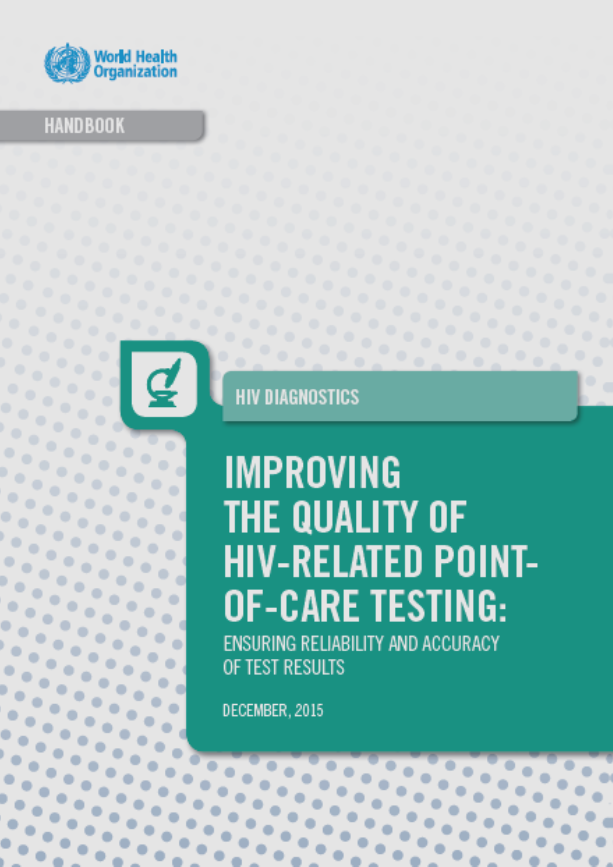 World Health
Organization
HANDBOOK
HIV DIAGNOSTICS
IMPROVING
THE QUALITY OF
HIV-RELATED POINT-
OF-CARE TESTING:
ENSURING RELIABILITY AND ACCURACY
OF TEST RESULTS
DECEMBER, 2015